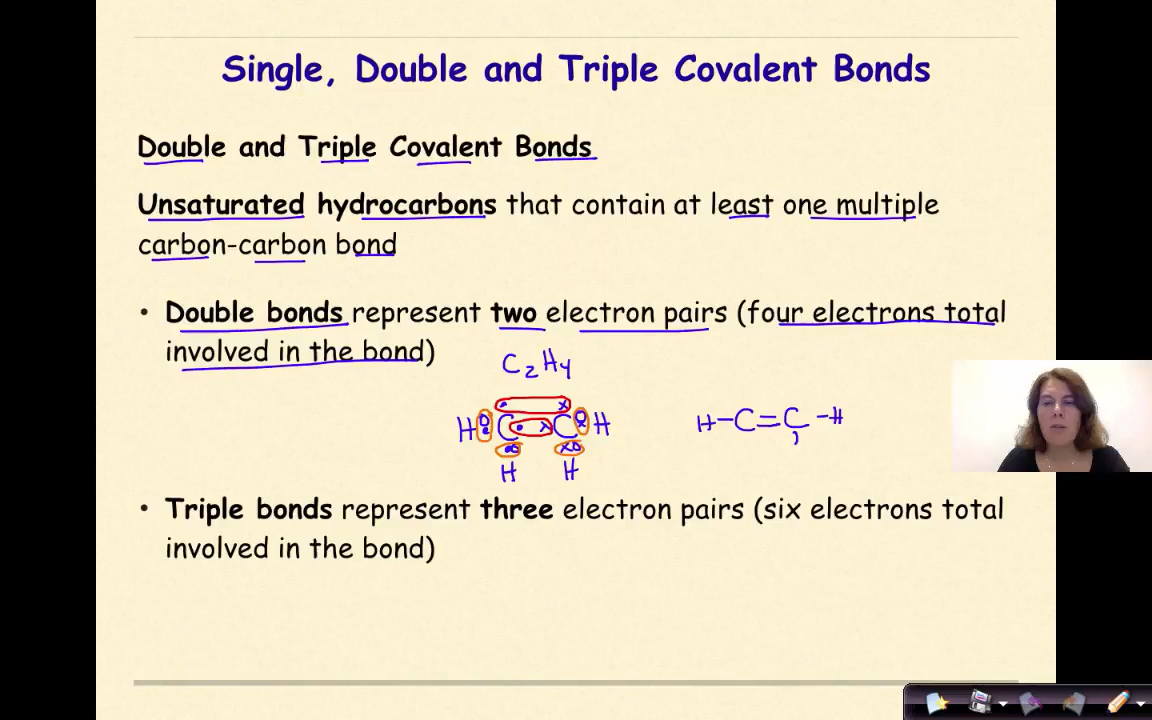 Single, Double and Triple Covalent Bonds
Double and Triple Covalent Bonds
Unsaturated hydrocarbons that contain at least one multiple
carbon-carbon bond
• Double bonds represent two electron pairs (four electrons total
involved in the bond)
C2H4
H C C H
H H
H-C=C-H
• Triple bonds represent three electron pairs (six electrons total
involved in the bond)